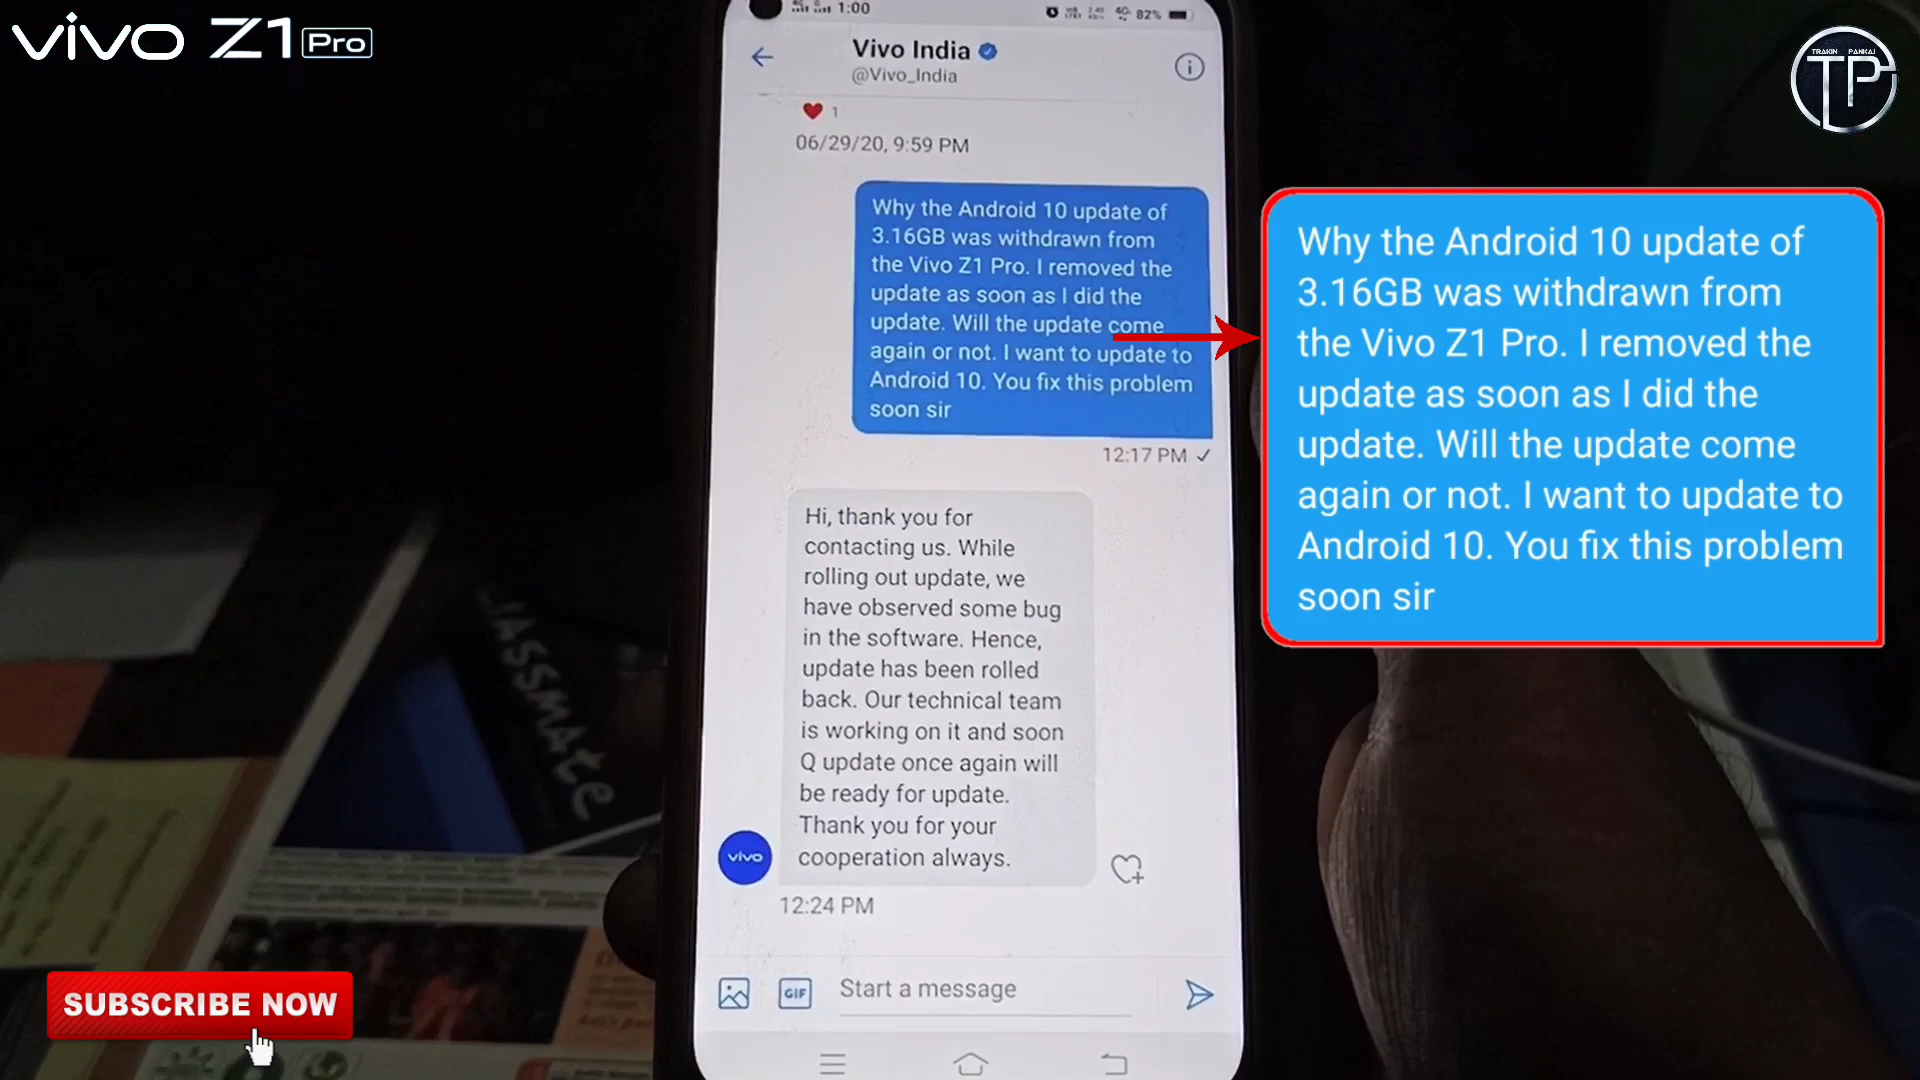 vivo Z1 Pro
TRAKIN PANKAJ
TP
1:00
4G 82%
Vivo India
@Vivo_India
1
06/29/20, 9:59 PM
Why the Android 10 update of
3.16GB was withdrawn from
the Vivo Z1 Pro. I removed the
update as soon as I did the
update. Will the update come
again or not. I want to update to
Android 10. You fix this problem
soon sir
12:17 PM
Hi, thank you for
contacting us. While
rolling out update, we
have observed some bug
in the software. Hence,
update has been rolled
back. Our technical team
is working on it and soon
Q update once again will
be ready for update.
Thank you for your
cooperation always.
vivo
12:24 PM
GIF
Start a message
Why the Android 10 update of
3.16GB was withdrawn from
the Vivo Z1 Pro. I removed the
update as soon as I did the
update. Will the update come
again or not. I want to update to
Android 10. You fix this problem
soon sir
CLASSMATE
SUBSCRIBE NOW